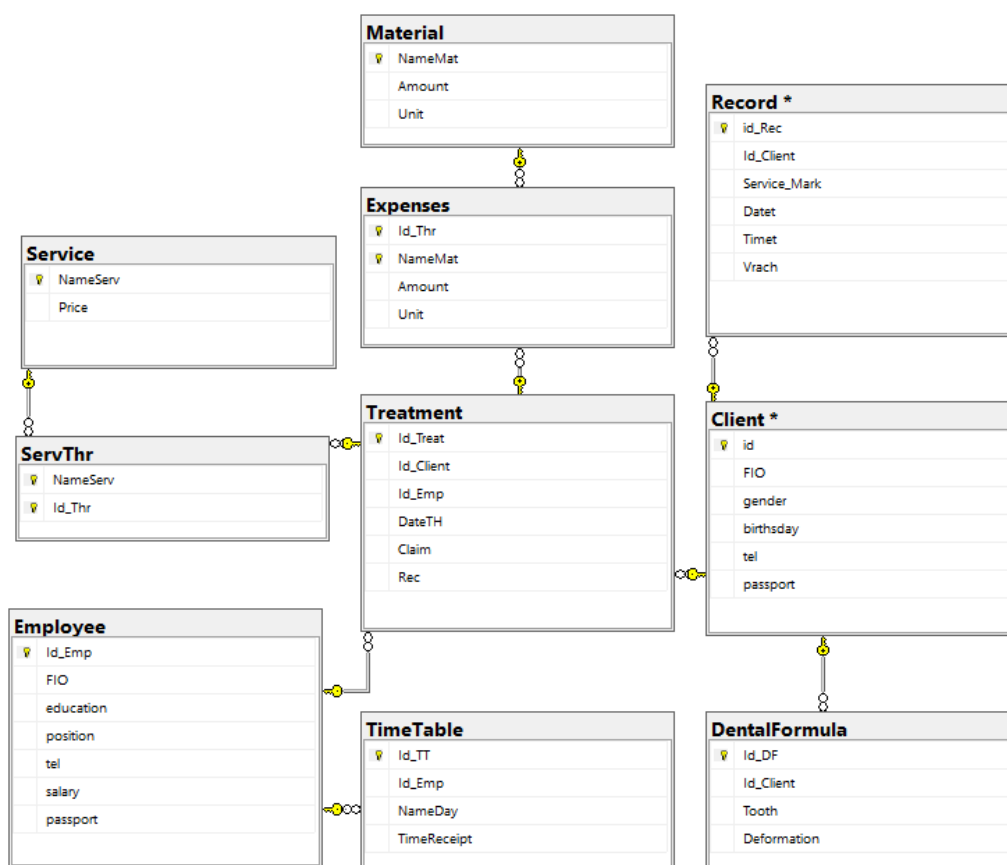 Material
NameMat
Amount
Unit
Record *
id_Rec
Id_Client
Service_Mark
Datet
Timet
Vrach
Expenses
Id_Thr
NameMat
Amount
Unit
Service
NameServ
Price
Treatment
Id_Treat
Id_Client
Id_Emp
DateTH
Claim
Rec
Client *
id
FIO
gender
birthsday
tel
passport
ServThr
NameServ
Id_Thr
Employee
Id_Emp
FIO
education
position
tel
salary
passport
TimeTable
Id_TT
Id_Emp
NameDay
TimeReceipt
DentalFormula
Id_DF
Id_Client
Tooth
Deformation